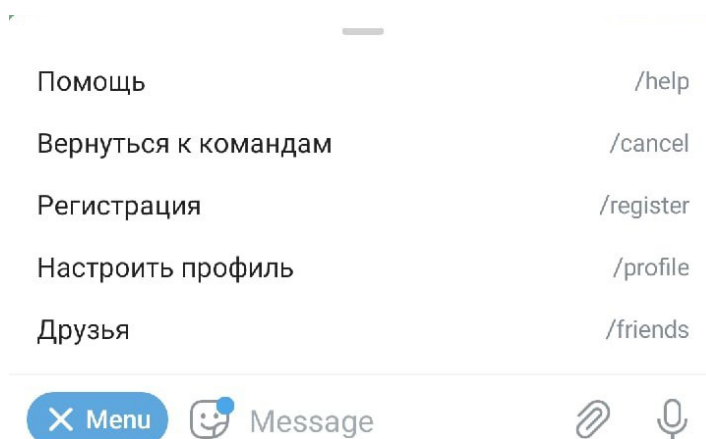 Помощь /help
Вернуться к командам /cancel
Регистрация /register
Настроить профиль /profile
Друзья /friends
Menu Message